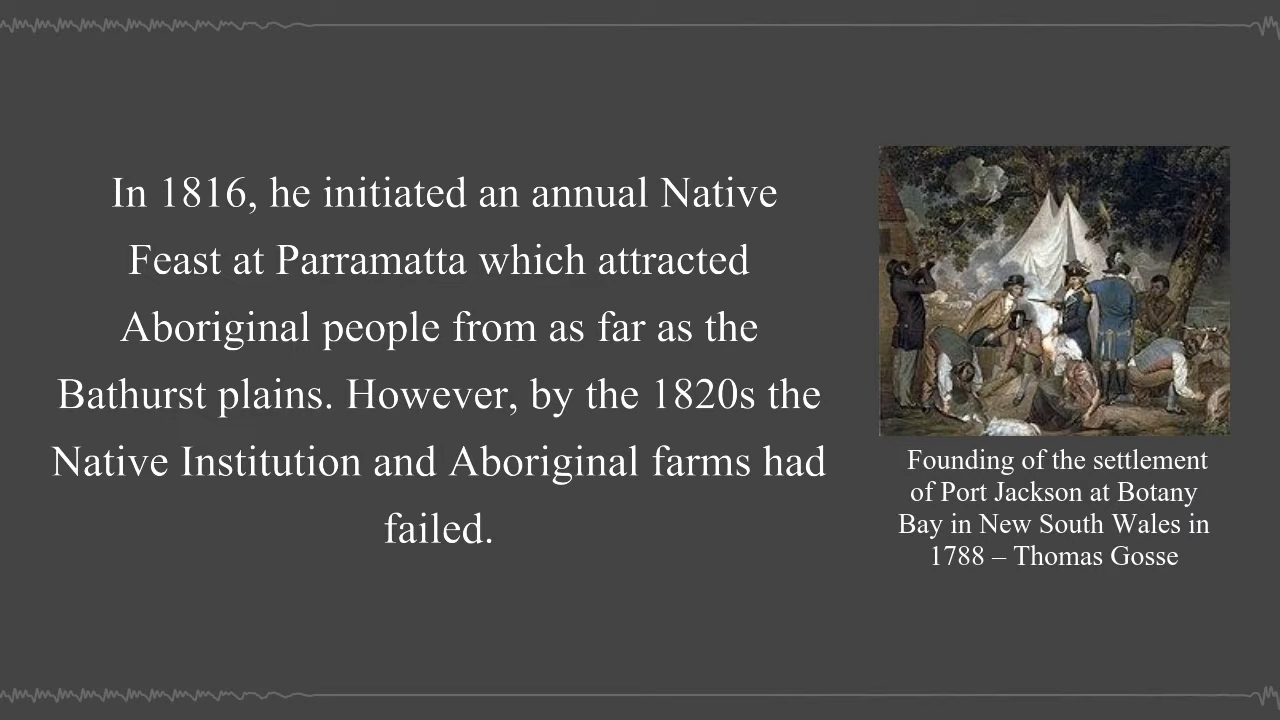 In 1816, he initiated an annual Native
Feast at Parramatta which attracted
Aboriginal people from as far as the
Bathurst plains. However, by the 1820s the
Native Institution and Aboriginal farms had
failed.
Founding of the settlement
of Port Jackson at Botany
Bay in New South Wales in
1788 – Thomas Gosse